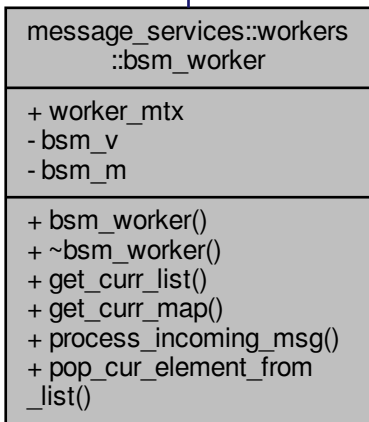 message_services::workers
::bsm_worker
+ worker_mtx
- bsm_v
- bsm_m
+ bsm_worker()
+ ~bsm_worker()
+ get_curr_list()
+ get_curr_map()
+ process_incoming_msg()
+ pop_cur_element_from
_list()